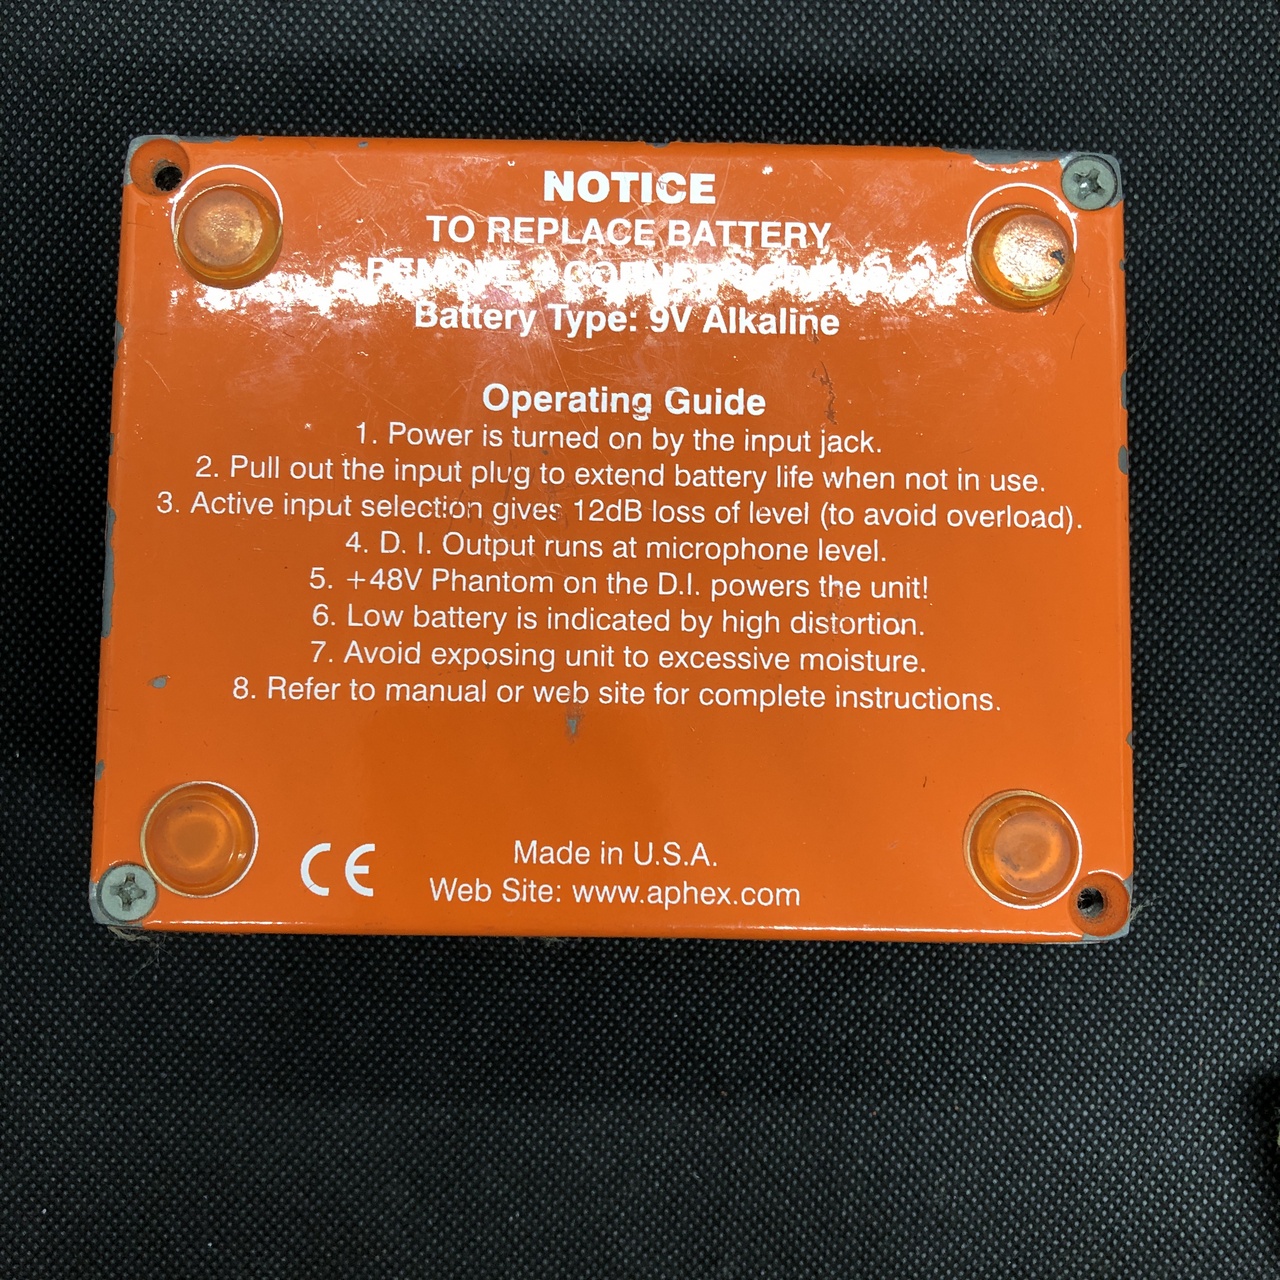 NOTICE
TO REPLACE BATTERY
REMOVE CORNER
Battery Type: 9V Alkaline
Operating Guide
1. Power is turned on by the input jack.
2. Pull out the input plug to extend battery life when not in use.
3. Active input selection gives 12dB loss of level (to avoid overload).
4. D. I. Output runs at microphone level.
5. +48V Phantom on the D.I. powers the unit!
6. Low battery is indicated by high distortion.
7. Avoid exposing unit to excessive moisture.
8. Refer to manual or web site for complete instructions.
CE
Made in U.S.A.
Web Site: www.aphex.com